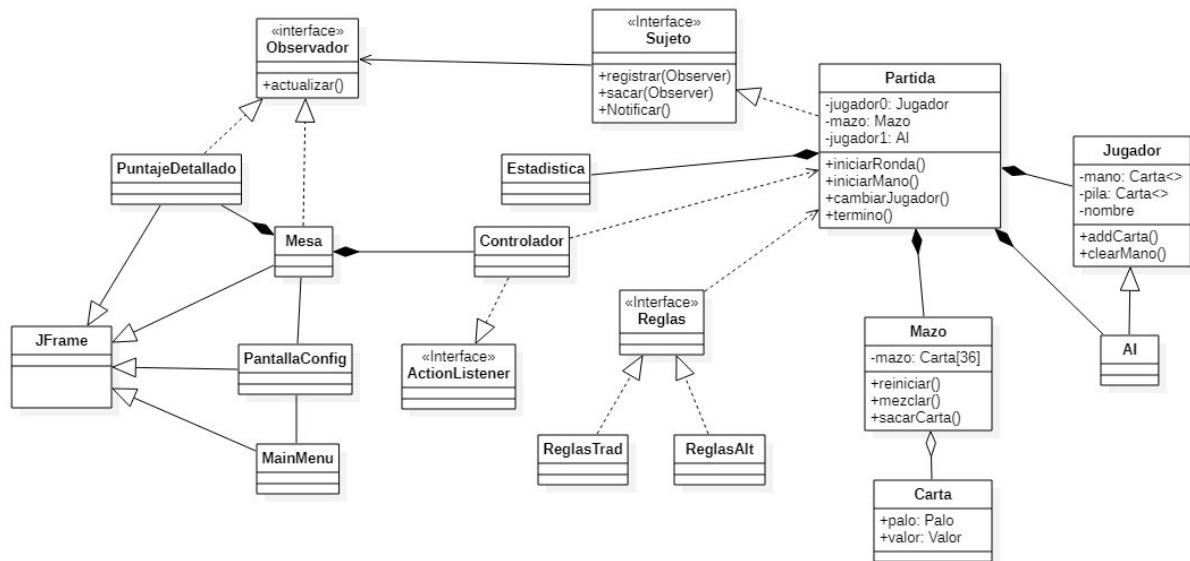 «interface»
Observador
+actualizar()
«Interface»
Sujeto
+registrar(Observer)
+sacar(Observer)
+Notificar()
Partida
-jugador0: Jugador
-mazo: Mazo
-jugador1: AI
+iniciarRonda()
+iniciarMano()
+cambiarJugador()
+termino()
Jugador
-mano: Carta<>
-pila: Carta<>
-nombre
+addCarta()
+clearMano()
PuntajeDetallado
Estadistica
Mesa
Controlador
«Interface»
Reglas
Mazo
-mazo: Carta[36]
+reiniciar()
+mezclar()
+sacarCarta()
AI
JFrame
PantallaConfig
«Interface»
ActionListener
MainMenu
ReglasTrad
ReglasAlt
Carta
+palo: Palo
+valor: Valor